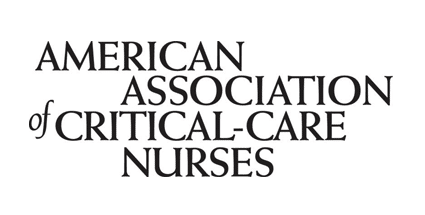 AMERICAN
ASSOCIATION
of CRITICAL-CARE
NURSES